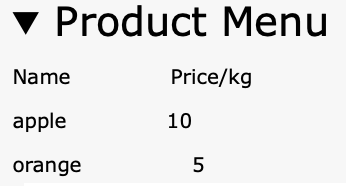 ▼ Product Menu
Name Price/kg
apple 10
orange 5